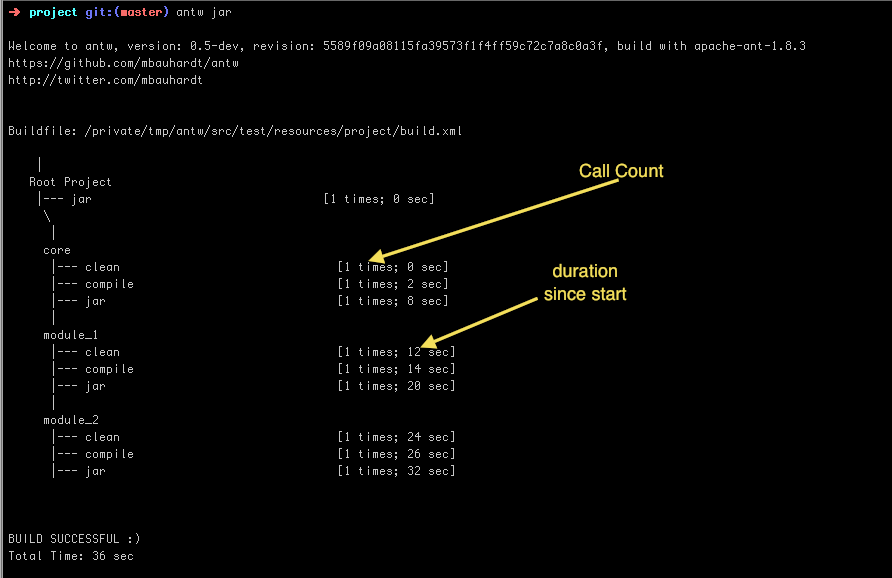 ➜ project git:(master) antw jar
Welcome to antw, version: 0.5-dev, revision: 5589f09a08115fa39573f1f4ff59c72c7a8c0a3f, build with apache-ant-1.8.3
https://github.com/mbauhardt/antw
http://twitter.com/mbauhardt
Buildfile: /private/tmp/antw/src/test/resources/project/build.xml
|
Root Project
|--- jar [1 times; 0 sec]
\
|
core
|--- clean [1 times; 0 sec]
|--- compile [1 times; 2 sec]
|--- jar [1 times; 8 sec]
|
module_1
|--- clean [1 times; 12 sec]
|--- compile [1 times; 14 sec]
|--- jar [1 times; 20 sec]
|
module_2
|--- clean [1 times; 24 sec]
|--- compile [1 times; 26 sec]
|--- jar [1 times; 32 sec]
BUILD SUCCESSFUL :)
Total Time: 36 sec
Call Count
duration
since start